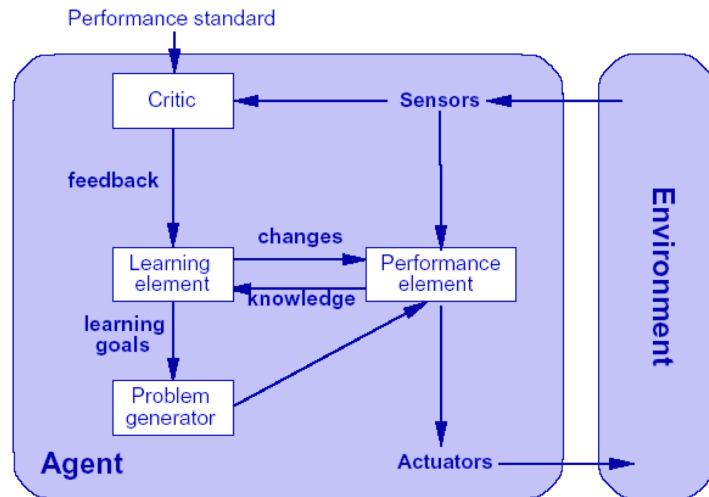 Performance standard
Critic
Sensors
feedback
changes
Learning
element
Performance
element
knowledge
learning
goals
Problem
generator
Agent
Actuators
Environment